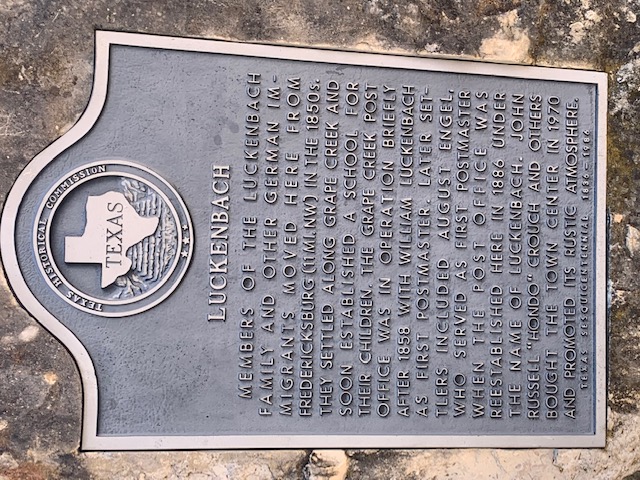 TEXAS HISTORICAL COMMISSION
TEXAS
LUCKENBACH
MEMBERS OF THE LUCKENBACH
FAMILY AND OTHER GERMAN IM-
MIGRANTS MOVED HERE FROM
FREDERICKSBURG (11 MI. NW) IN THE 1850s.
THEY SETTLED ALONG GRAPE CREEK AND
SOON ESTABLISHED A SCHOOL FOR
THEIR CHILDREN. THE GRAPE CREEK POST
OFFICE WAS IN OPERATION BRIEFLY
AFTER 1858 WITH WILLIAM LUCKENBACH
AS FIRST POSTMASTER. LATER SET-
TLERS INCLUDED AUGUST ENGEL,
WHO SERVED AS FIRST POSTMASTER
WHEN THE POST OFFICE WAS
REESTABLISHED HERE IN 1886 UNDER
THE NAME OF LUCKENBACH. JOHN
RUSSELL "HONDO" CROUCH AND OTHERS
BOUGHT THE TOWN CENTER IN 1970
AND PROMOTED ITS RUSTIC ATMOSPHERE.
TEXAS SESQUICENTENNIAL 1836-1986